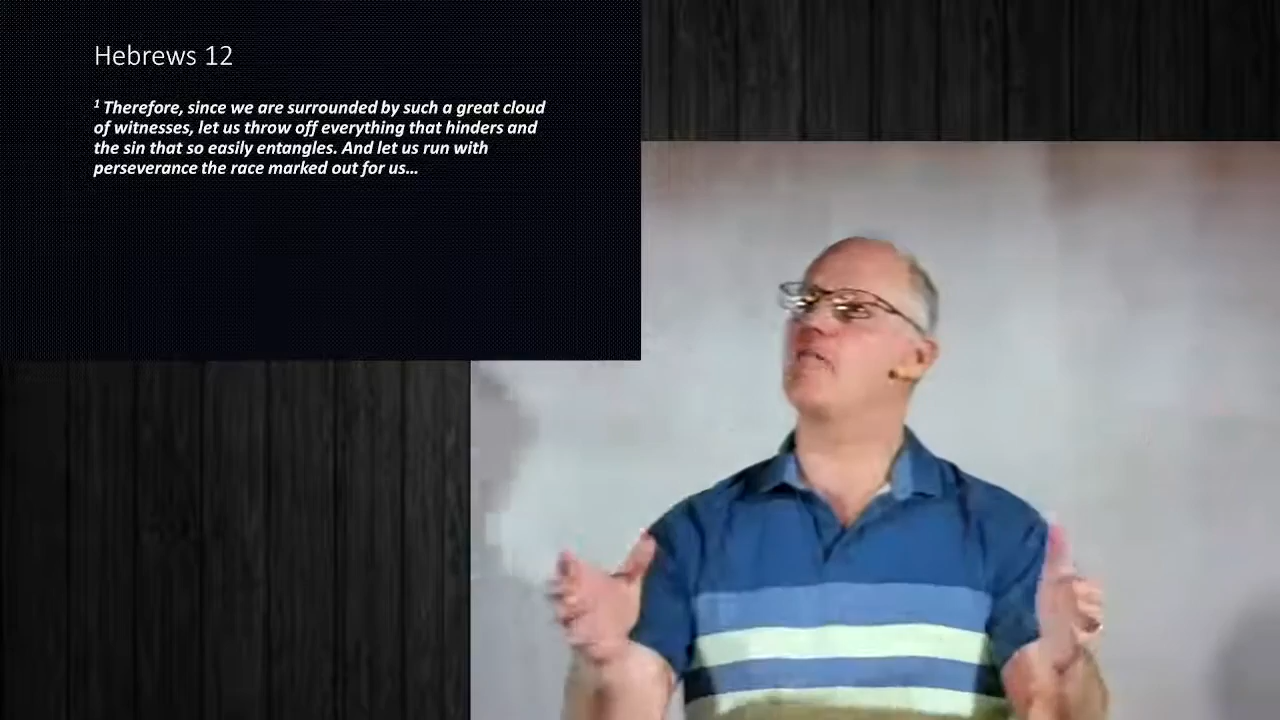 Hebrews 12
1 Therefore, since we are surrounded by such a great cloud
of witnesses, let us throw off everything that hinders and
the sin that so easily entangles. And let us run with
perseverance the race marked out for us...